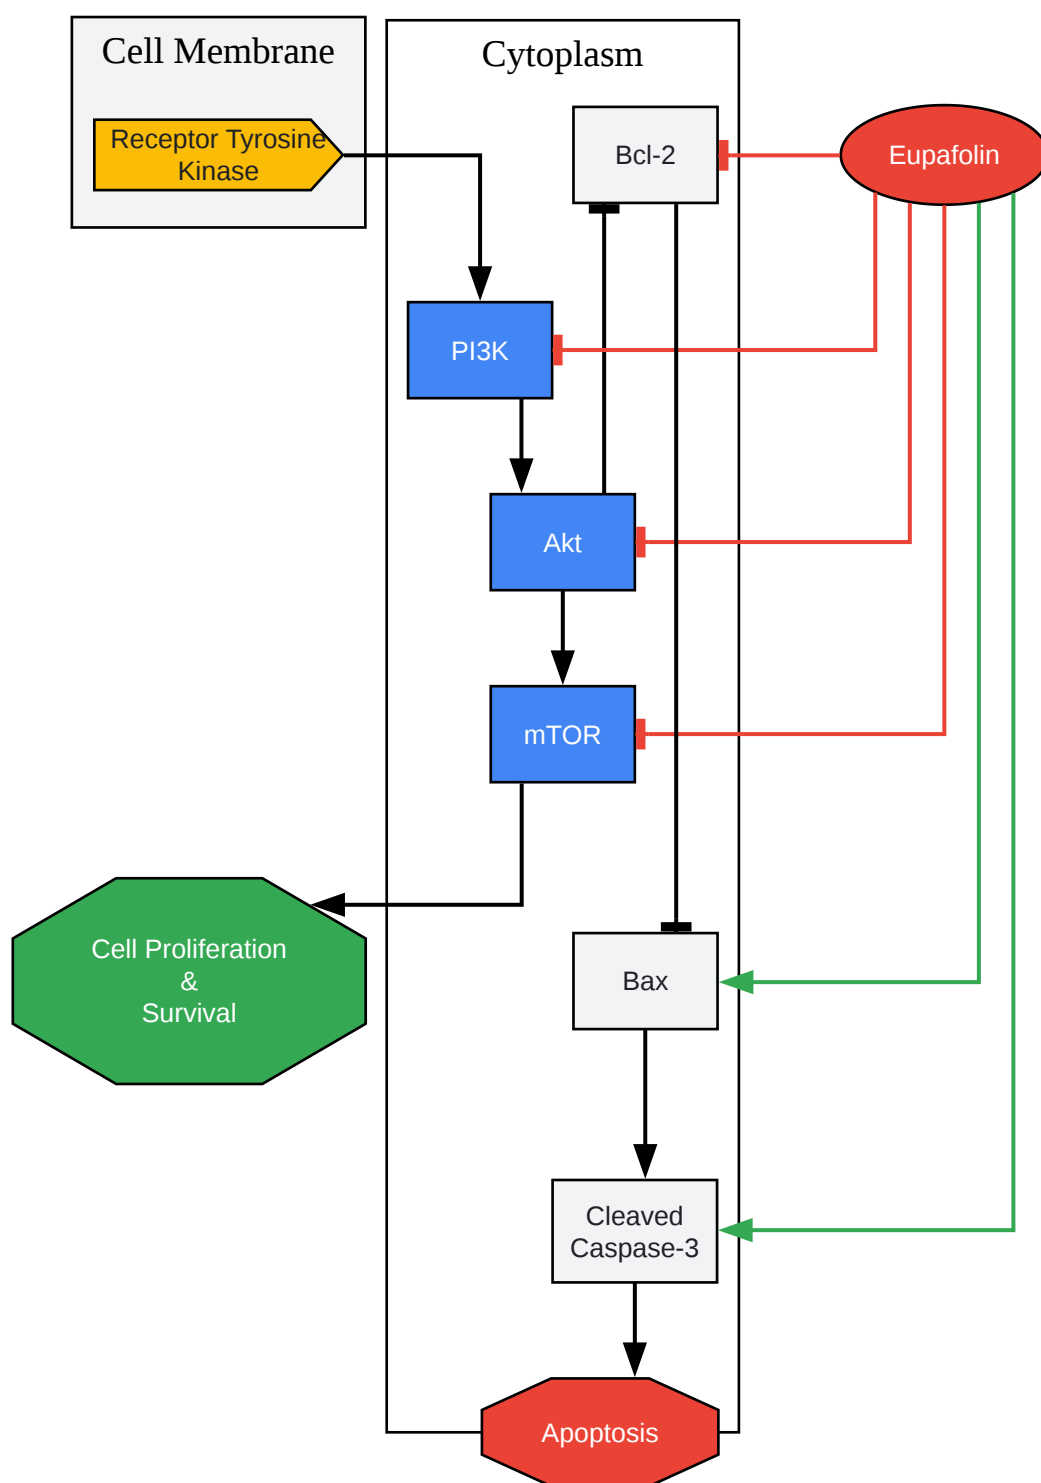 Cell Membrane
Cytoplasm
Receptor Tyrosine
Kinase
Bcl-2
Eupafolin
PI3K
Akt
mTOR
Cell Proliferation
&
Survival
Bax
Cleaved
Caspase-3
Apoptosis